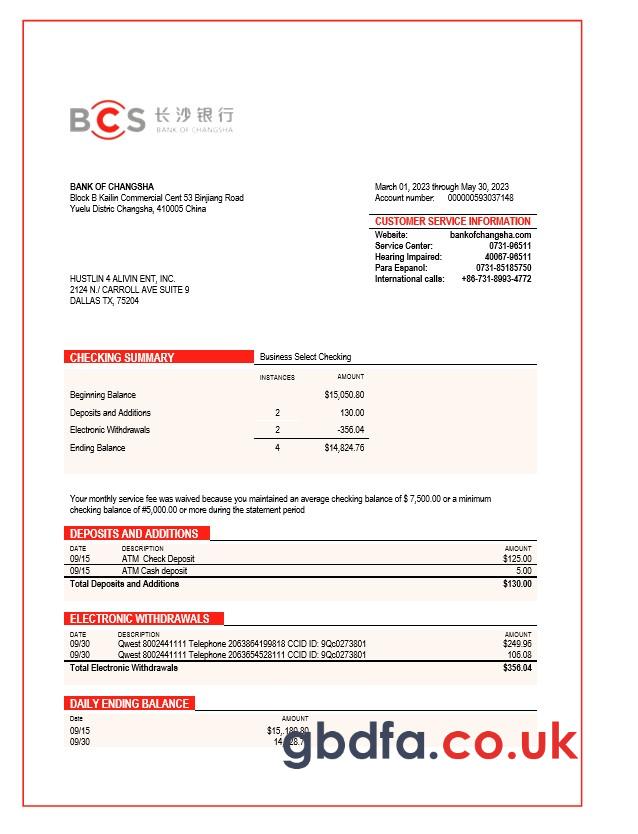 BCS 长沙银行
BANK OF CHANGSHA
BANK OF CHANGSHA
Block B Kailin Commercial Cent 53 Binjiang Road
Yuelu Distric Changsha, 410005 China
March 01, 2023 through May 30, 2023
Account number: 000000593037148
CUSTOMER SERVICE INFORMATION
Website: bankofchangsha.com
Service Center: 0731-96511
Hearing Impaired: 40067-96511
Para Espanol: 0731-85185750
International calls: +86-731-8993-4772
HUSTLIN 4 ALIVIN ENT, INC.
2124 N./ CARROLL AVE SUITE 9
DALLAS TX, 75204
CHECKING SUMMARY Business Select Checking
INSTANCES AMOUNT
Beginning Balance $15,050.80
Deposits and Additions 2 130.00
Electronic Withdrawals 2 -356.04
Ending Balance 4 $14,824.76
Your monthly service fee was waived because you maintained an average checking balance of $ 7,500.00 or a minimum
checking balance of #5,000.00 or more during the statement period
DEPOSITS AND ADDITIONS
DATE DESCRIPTION AMOUNT
09/15 ATM Check Deposit $125.00
09/15 ATM Cash deposit 5.00
Total Deposits and Additions $130.00
ELECTRONIC WITHDRAWALS
DATE DESCRIPTION AMOUNT
09/30 Qwest 8002441111 Telephone 2063864199818 CCID ID: 9Qc0273801 $249.96
09/30 Qwest 8002441111 Telephone 2063654528111 CCID ID: 9Qc0273801 106.08
Total Electronic Withdrawals $356.04
DAILY ENDING BALANCE
Date AMOUNT
09/15
09/30
gbdfa.co.uk